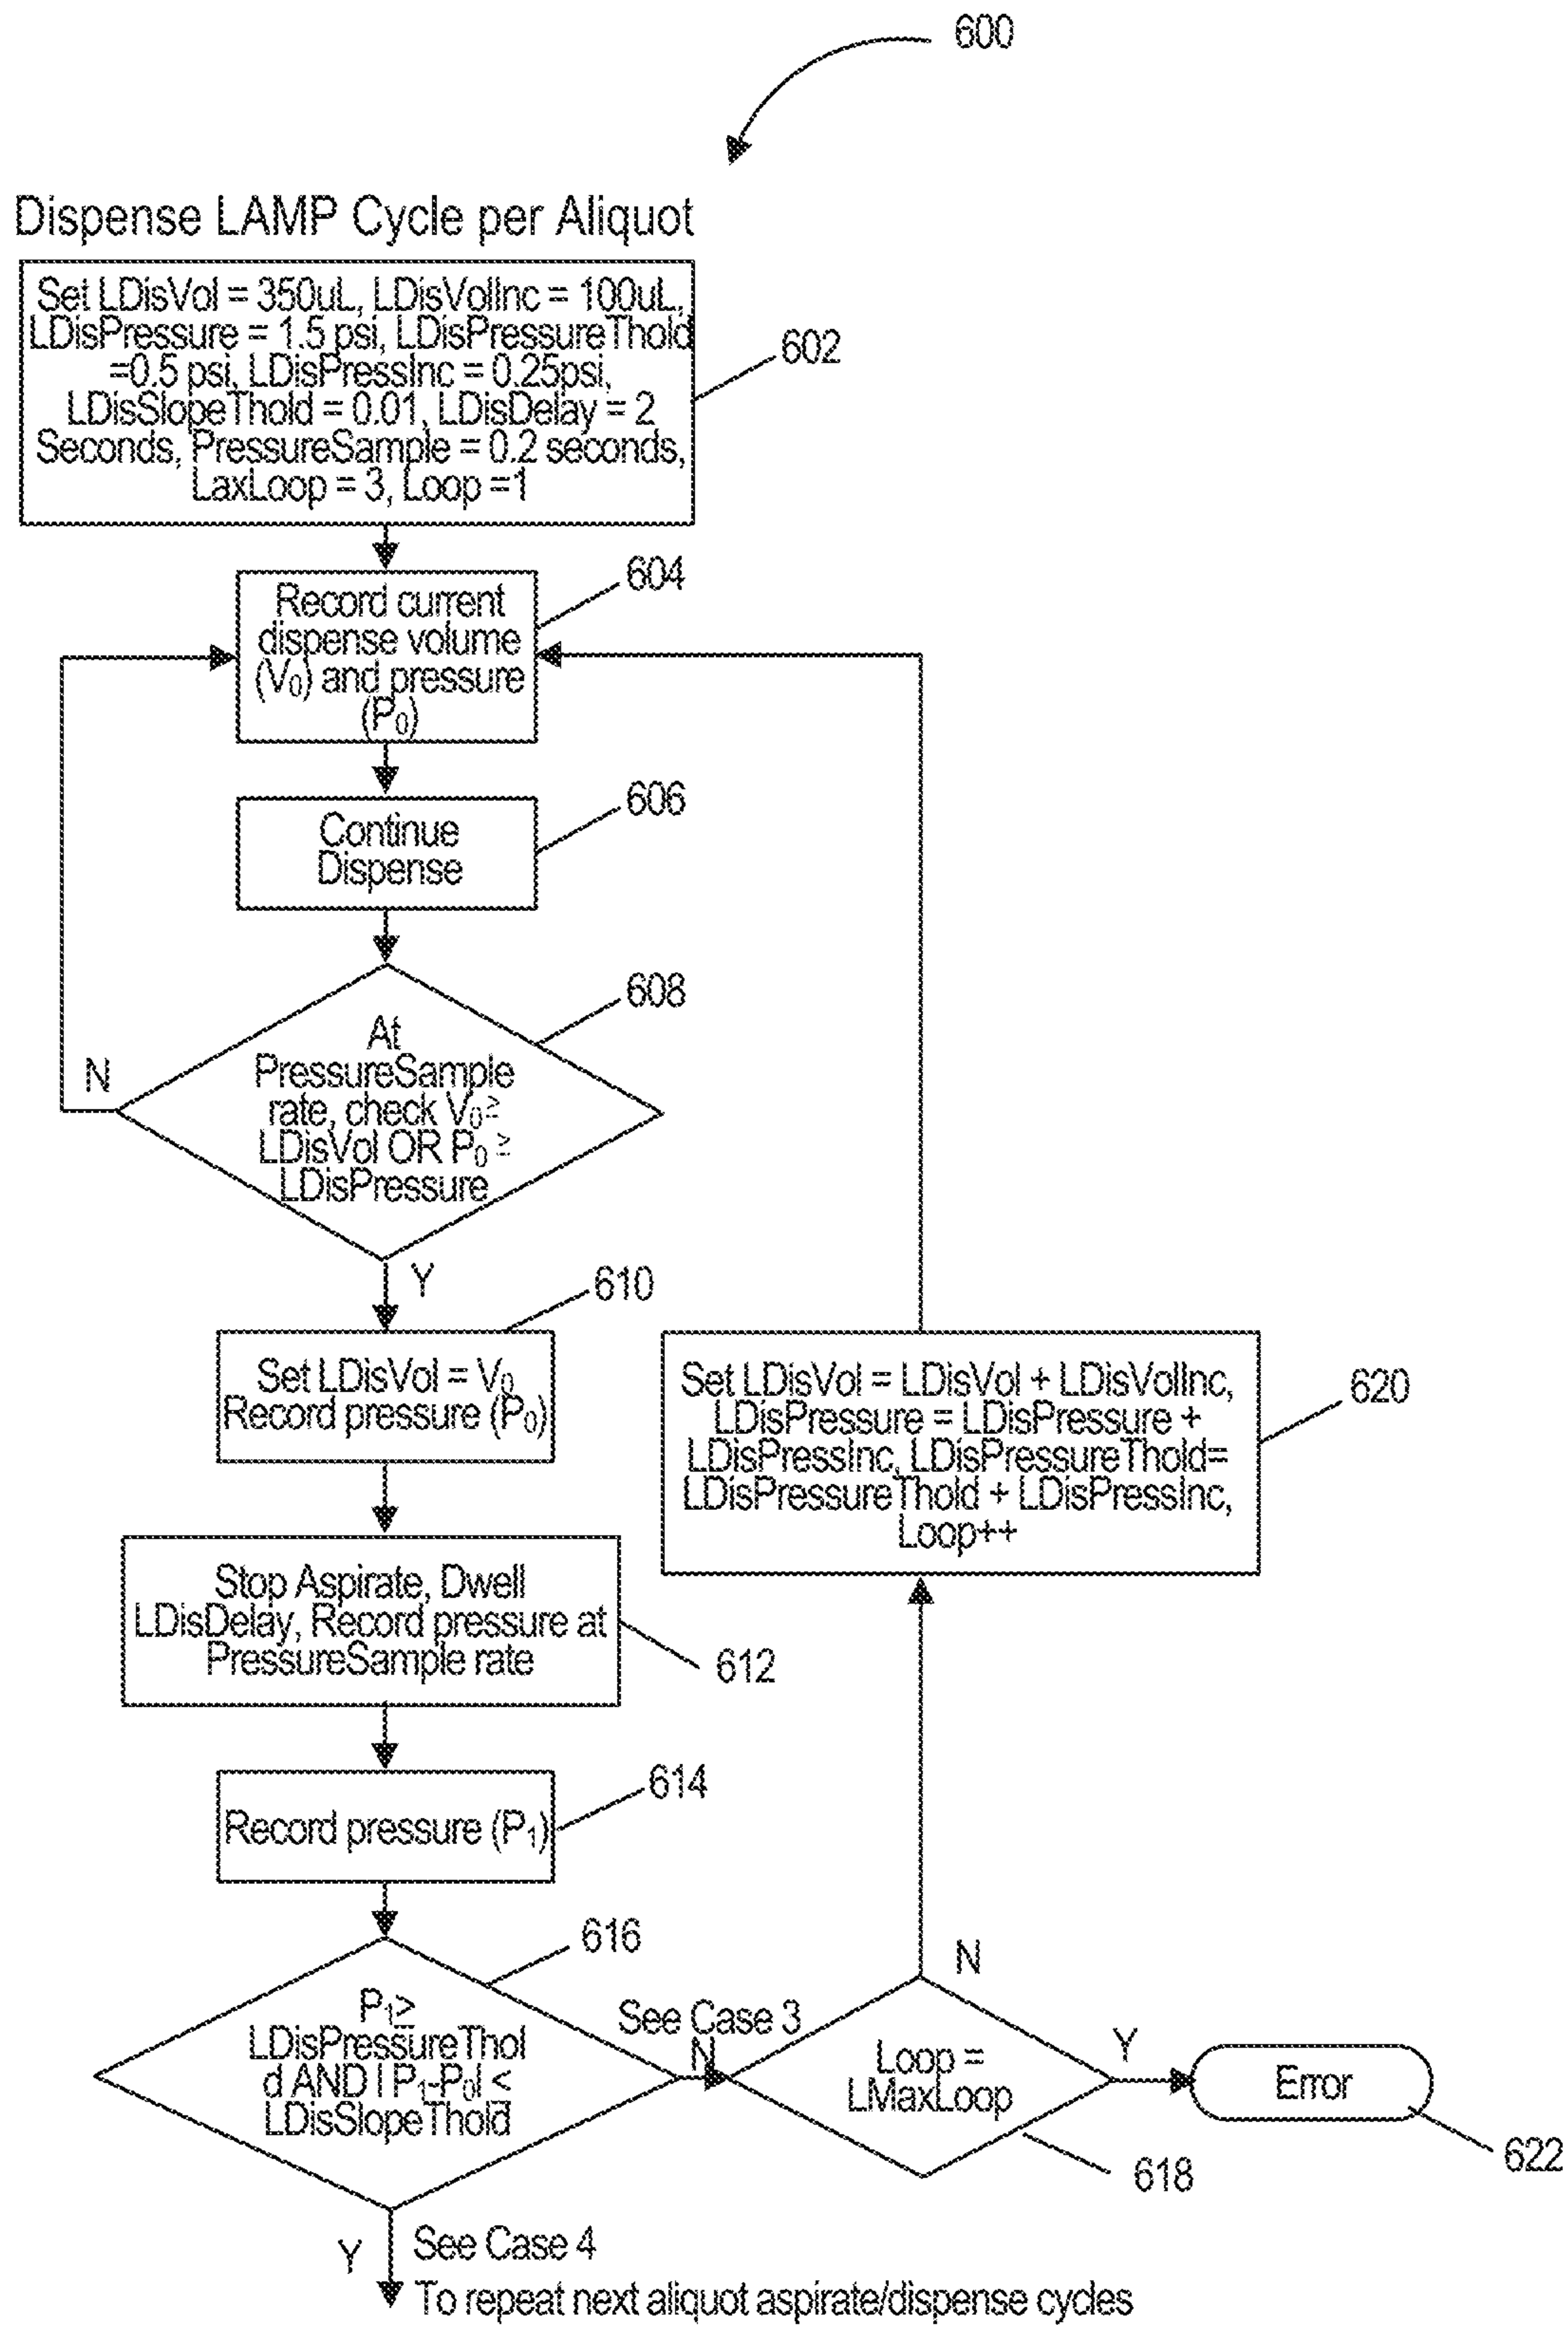 600
Dispense LAMP Cycle per Aliquot
Set LDisVol = 350uL, LDisVolInc = 100uL,
LDisPressure = 1.5 psi, LDisPressureThold
=0.5 psi, LDisPressInc = 0.25psi,
LDisSlopeThold = 0.01, LDisDelay = 2
Seconds, PressureSample = 0.2 seconds,
LaxLoop = 3, Loop =1
602
604
Record current
dispense volume
(V₀) and pressure
(P₀)
606
Continue
Dispense
608
At
PressureSample
rate, check V₀ ≥
LDisVol OR P₀ ≥
LDisPressure
N
Y
610
Set LDisVol = V₀
Record pressure (P₀)
Set LDisVol = LDisVol + LDisVolInc,
LDisPressure = LDisPressure +
LDisPressInc, LDisPressureThold=
LDisPressureThold + LDisPressInc,
Loop++
620
Stop Aspirate, Dwell
LDisDelay, Record pressure at
PressureSample rate
612
614
Record pressure (P₁)
616
P₁≥
LDisPressureThol
d AND I P₁-P₀I ≤
LDisSlopeThold
See Case 3
N
N
Loop =
LMaxLoop
Y
Error
618
622
Y
See Case 4
To repeat next aliquot aspirate/dispense cycles